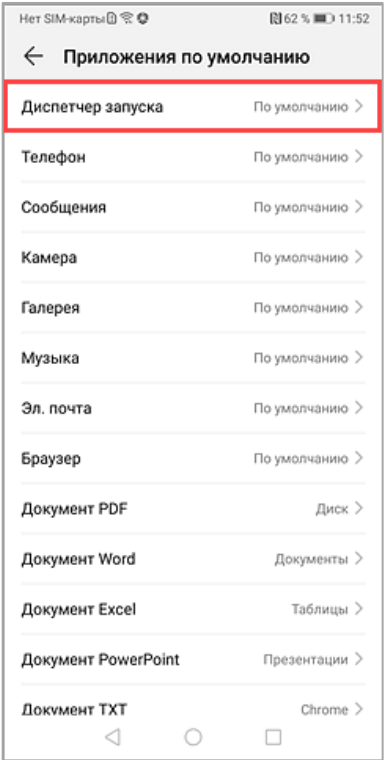 Нет SIM-карты 62 % 11:52
Приложения по умолчанию
Диспетчер запуска По умолчанию
Телефон По умолчанию
Сообщения По умолчанию
Камера По умолчанию
Галерея По умолчанию
Музыка По умолчанию
Эл. почта По умолчанию
Браузер По умолчанию
Документ PDF Диск
Документ Word Документы
Документ Excel Таблицы
Документ PowerPoint Презентации
Документ TXT Chrome